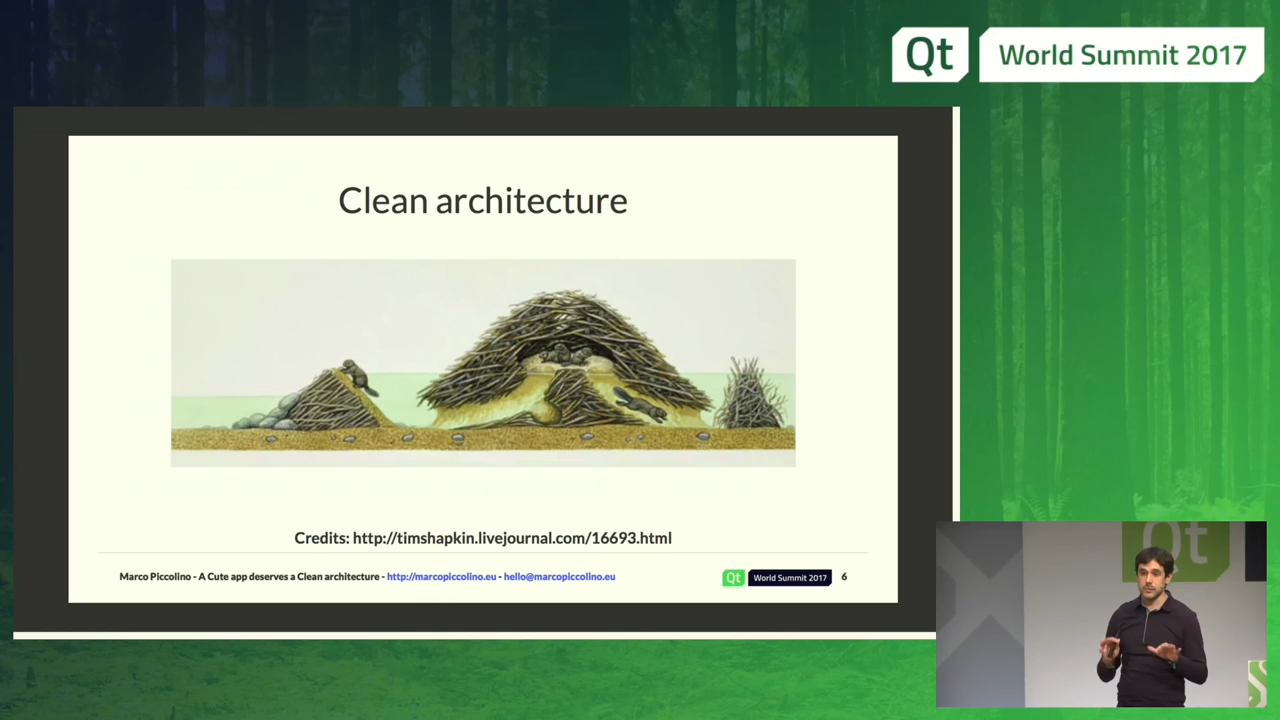 Qt World Summit 2017
Clean architecture
Credits: http://timshapkin.livejournal.com/16693.html
Marco Piccolino - A Cute app deserves a Clean architecture - http://marcopiccolino.eu - hello@marcopiccolino.eu
Qt World Summit 2017 6
Qt